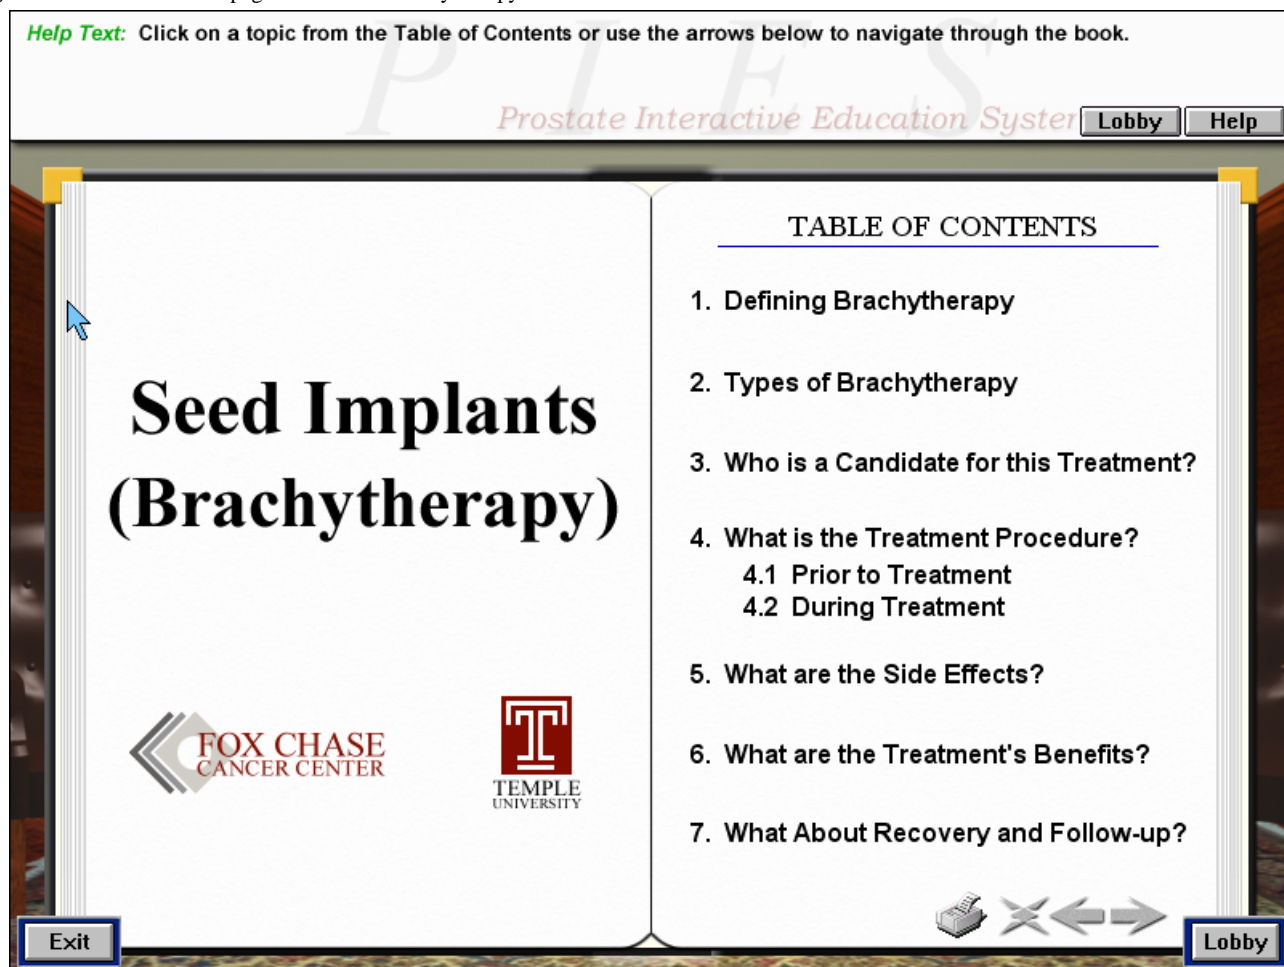 Help Text: Click on a topic from the Table of Contents or use the arrows below to navigate through the book.
P I E S
Prostate Interactive Education System
Lobby
Help
Seed Implants
(Brachytherapy)
FOX CHASE
CANCER CENTER
TEMPLE
UNIVERSITY
TABLE OF CONTENTS
1. Defining Brachytherapy
2. Types of Brachytherapy
3. Who is a Candidate for this Treatment?
4. What is the Treatment Procedure?
4.1 Prior to Treatment
4.2 During Treatment
5. What are the Side Effects?
6. What are the Treatment's Benefits?
7. What About Recovery and Follow-up?
Exit
Lobby